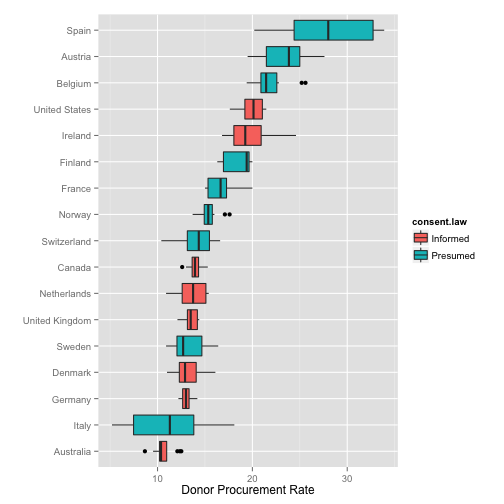 Spain
Austria
Belgium
United States
Ireland
Finland
France
Norway
Switzerland
Canada
Netherlands
United Kingdom
Sweden
Denmark
Germany
Italy
Australia
10 20 30
Donor Procurement Rate
consent.law
Informed
Presumed